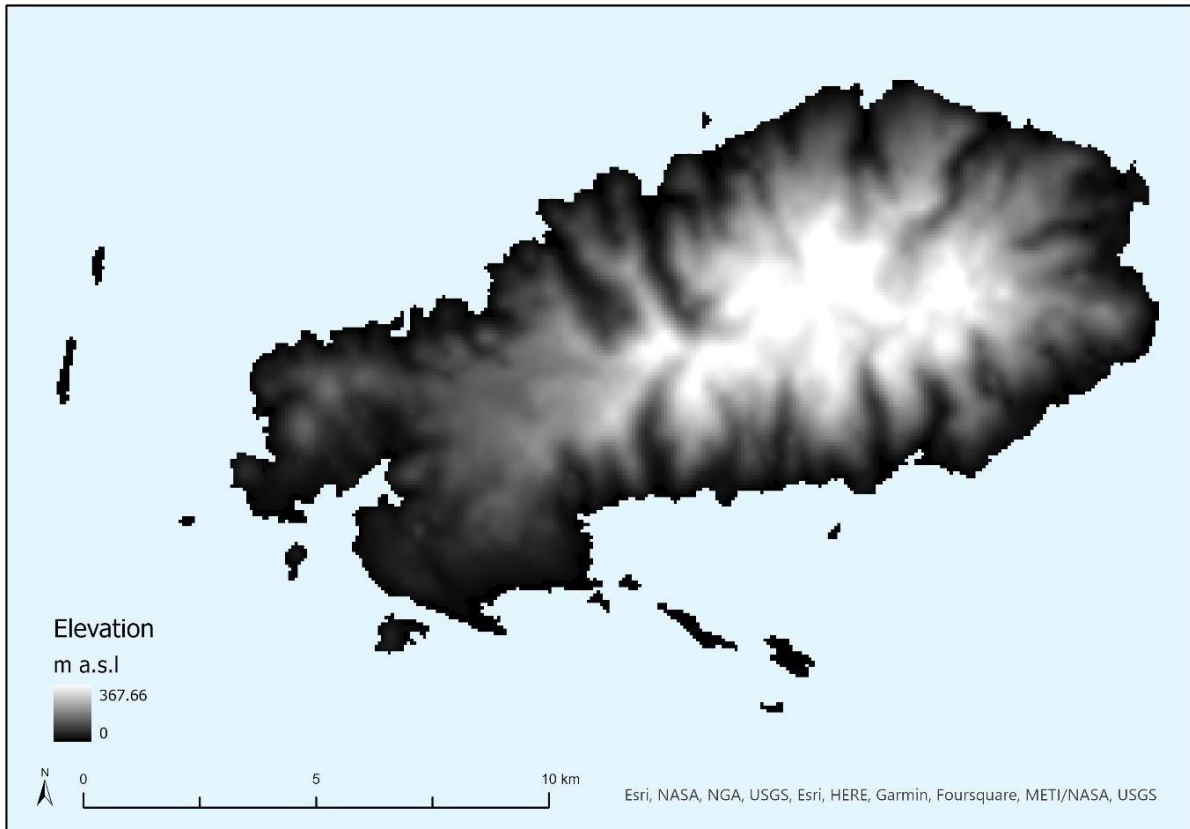 Elevation
m a.s.l
367.66
0
N
0 5 10 km
Esri, NASA, NGA, USGS, Esri, HERE, Garmin, Foursquare, METI/NASA, USGS